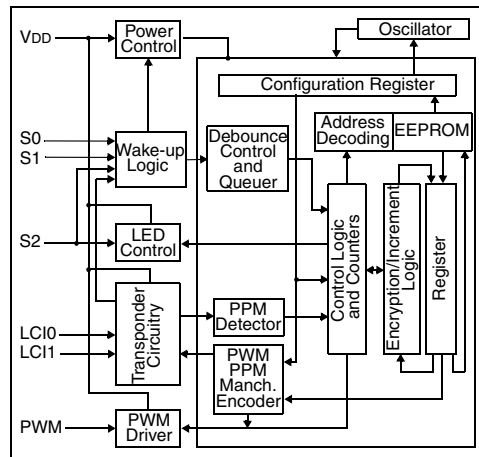 VDD
Power
Control
Oscillator
Configuration Register
Address
Decoding
EEPROM
S0
S1
Wake-up
Logic
Debounce
Control
and
Queuer
S2
LED
Control
Control Logic
and Counters
Encryption/Increment
Logic
Register
LCI0
LCI1
Transponder
Circuitry
PPM
Detector
PWM
PPM
Manch.
Encoder
PWM
PWM
Driver